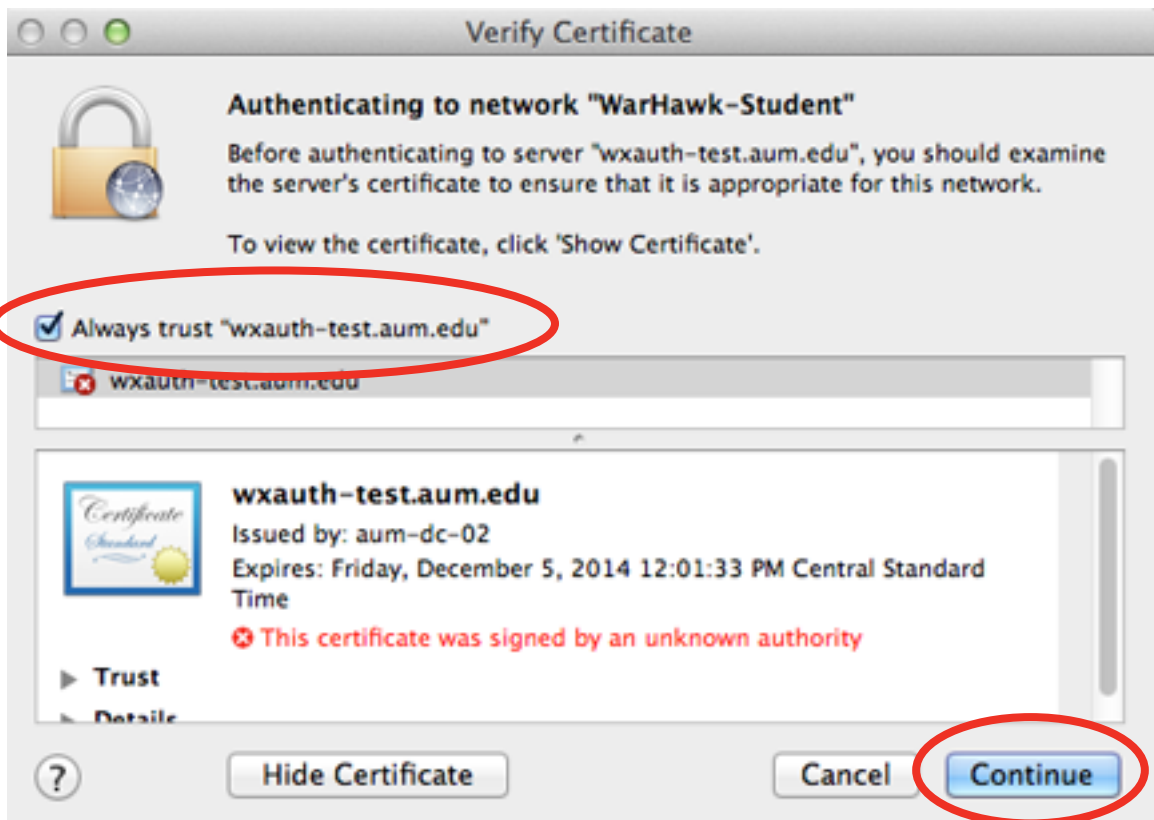 Verify Certificate
Authenticating to network "WarHawk-Student"
Before authenticating to server "wxauth-test.aum.edu", you should examine
the server's certificate to ensure that it is appropriate for this network.
To view the certificate, click 'Show Certificate'.
Always trust "wxauth-test.aum.edu"
wxauth-test.aum.edu
Certificate
Standard
wxauth-test.aum.edu
Issued by: aum-dc-02
Expires: Friday, December 5, 2014 12:01:33 PM Central Standard
Time
This certificate was signed by an unknown authority
Trust
Details
?
Hide Certificate
Cancel
Continue